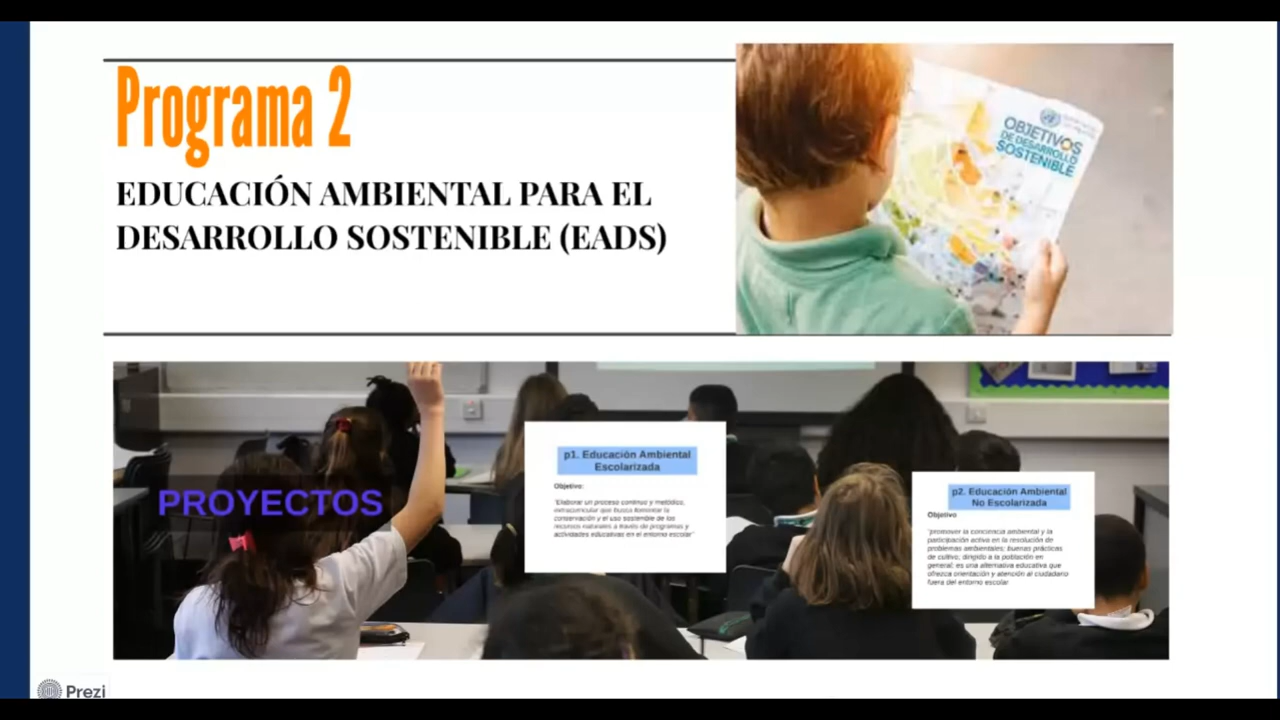 Programa 2
EDUCACIÓN AMBIENTAL PARA EL
DESARROLLO SOSTENIBLE (EADS)
OBJETIVOS
DE DESARROLLO
SOSTENIBLE
PROYECTOS
p1. Educación Ambiental
Escolarizada
Objetivo:
"Elaborar un proceso continuo y metódico,
extracurricular que busca fomentar la
conservación y el uso sostenible de los
recursos naturales a través de programas y
actividades educativas en el entorno escolar"
p2. Educación Ambiental
No Escolarizada
Objetivo
"promover la conciencia ambiental y la
participación activa en la resolución de
problemas ambientales; buenas prácticas
de cultivo; dirigido a la población en
general; es una alternativa educativa que
ofrezca orientación y atención al ciudadano
fuera del entorno escolar
Prezi